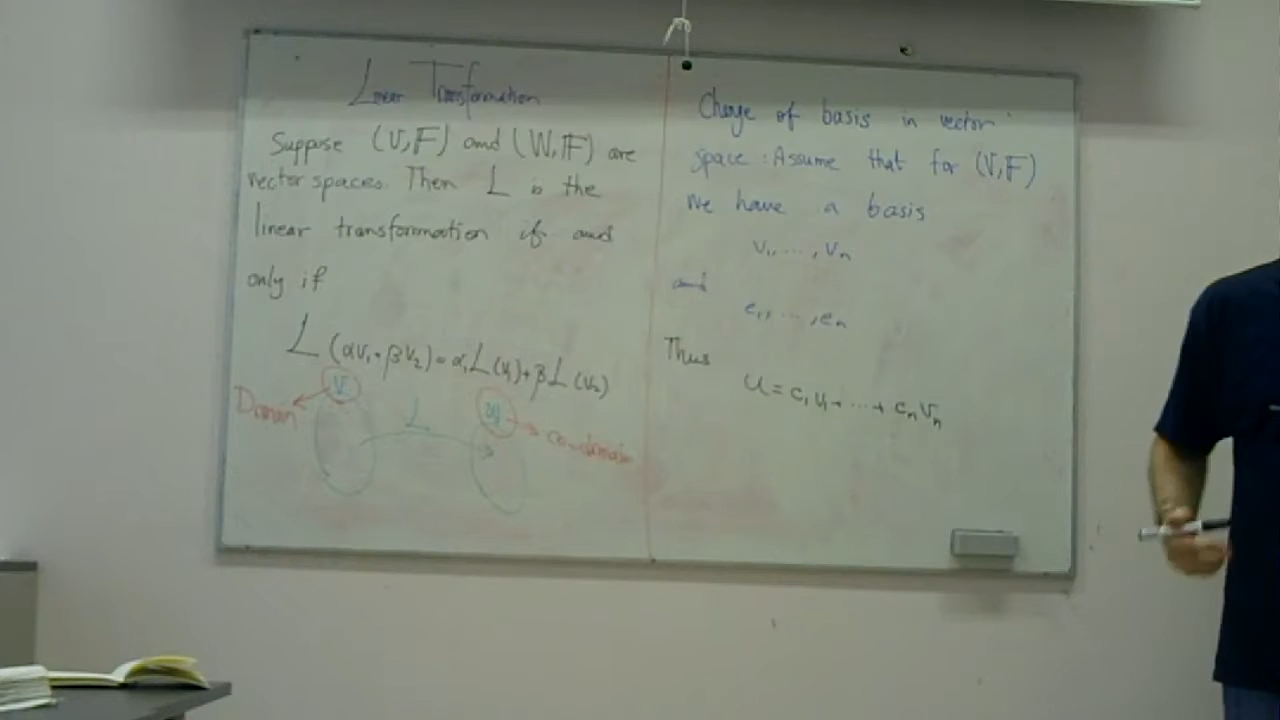 Linear Transformation
Suppose (V,𝔽) and (W,𝔽) are
vector spaces. Then L is the
linear transformation if and
only if
L (αv₁+βv₂)=α₁L(v₁)+βL(v₂)
V
W
Domain
L
co-domain
Change of basis in vector
space: Assume that for (V,𝔽)
we have a basis
v₁, ..., vₙ
and
e₁, ..., eₙ
Thus
u = c₁v₁+ ... + cₙvₙ